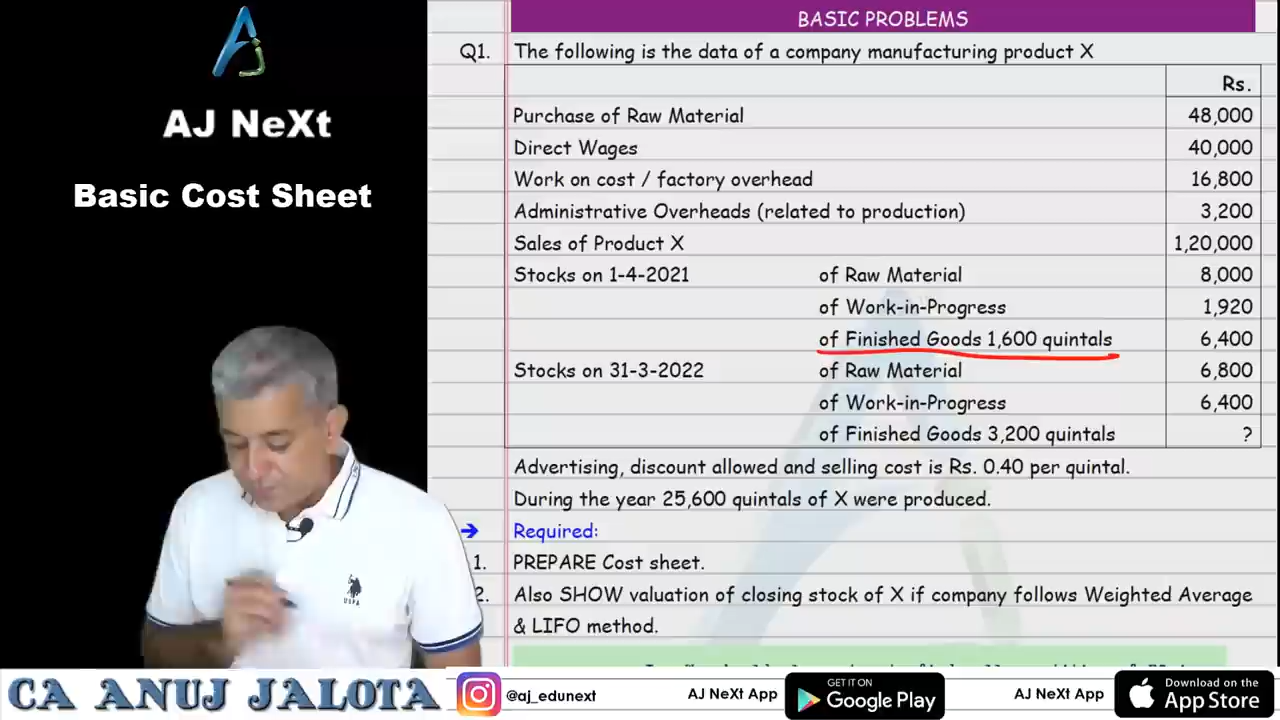 AJ NeXt
Basic Cost Sheet
BASIC PROBLEMS
Q1. The following is the data of a company manufacturing product X
Rs.
Purchase of Raw Material 48,000
Direct Wages 40,000
Work on cost / factory overhead 16,800
Administrative Overheads (related to production) 3,200
Sales of Product X 1,20,000
Stocks on 1-4-2021 of Raw Material 8,000
of Work-in-Progress 1,920
of Finished Goods 1,600 quintals 6,400
Stocks on 31-3-2022 of Raw Material 6,800
of Work-in-Progress 6,400
of Finished Goods 3,200 quintals ?
Advertising, discount allowed and selling cost is Rs. 0.40 per quintal.
During the year 25,600 quintals of X were produced.
➔ Required:
1. PREPARE Cost sheet.
2. Also SHOW valuation of closing stock of X if company follows Weighted Average
& LIFO method.
USPA
CA ANUJ JALOTA @aj_edunext AJ NeXt App GET IT ON Google Play AJ NeXt App Download on the App Store